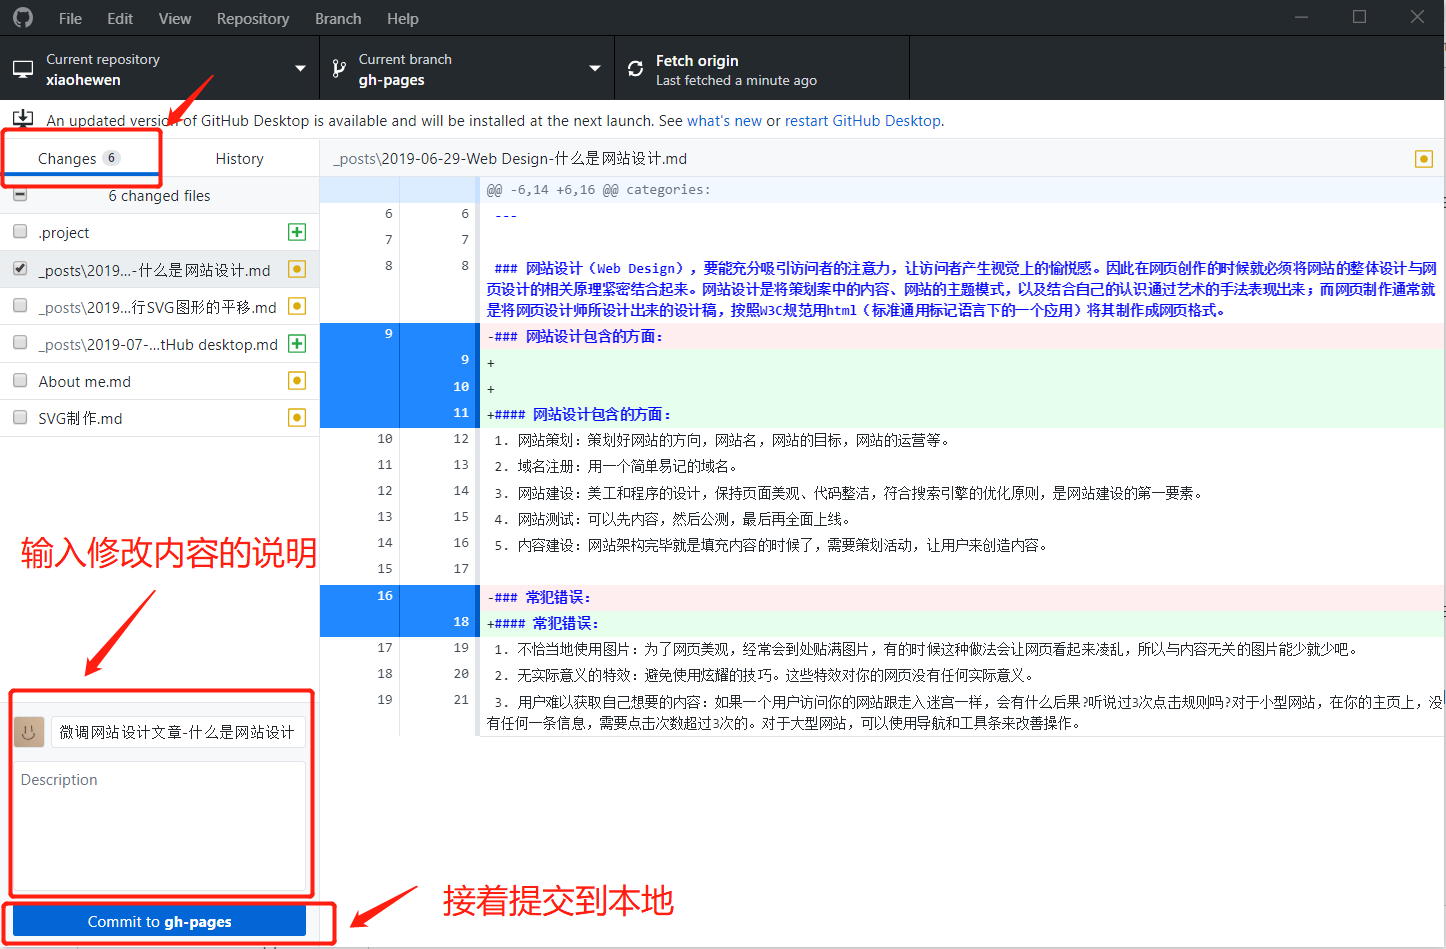 File Edit View Repository Branch Help
Current repository
xiaohewen
Current branch
gh-pages
Fetch origin
Last fetched a minute ago
An updated version of GitHub Desktop is available and will be installed at the next launch. See what's new or restart GitHub Desktop.
Changes 6
History
6 changed files
.project
_posts\2019...-什么是网站设计.md
_posts\2019...行SVG图形的平移.md
_posts\2019-07-...tHub desktop.md
About me.md
SVG制作.md
输入修改内容的说明
微调网站设计文章-什么是网站设计
Description
Commit to gh-pages
接着提交到本地
_posts\2019-06-29-Web Design-什么是网站设计.md
@@ -6,14 +6,16 @@ categories:
6 6 ---
7 7
8 8 ### 网站设计（Web Design），要能充分吸引访问者的注意力，让访问者产生视觉上的愉悦感。因此在网页创作的时候就必须将网站的整体设计与网
页设计的相关原理紧密结合起来。网站设计是将策划案中的内容、网站的主题模式，以及结合自己的认识通过艺术的手法表现出来；而网页制作通常就
是将网页设计师所设计出来的设计稿，按照W3C规范用html（标准通用标记语言下的一个应用）将其制作成网页格式。
9 -### 网站设计包含的方面：
9 +
10 +
11 +#### 网站设计包含的方面：
10 12 1. 网站策划：策划好网站的方向，网站名，网站的目标，网站的运营等。
11 13 2. 域名注册：用一个简单易记的域名。
12 14 3. 网站建设：美工和程序的设计，保持页面美观、代码整洁，符合搜索引擎的优化原则，是网站建设的第一要素。
13 15 4. 网站测试：可以先内容，然后公测，最后再全面上线。
14 16 5. 内容建设：网站架构完毕就是填充内容的时候了，需要策划活动，让用户来创造内容。
15 17
16 -### 常犯错误：
18 +#### 常犯错误：
17 19 1. 不恰当地使用图片：为了网页美观，经常会到处贴满图片，有的时候这种做法会让网页看起来凌乱，所以与内容无关的图片能少就少吧。
18 20 2. 无实际意义的特效：避免使用炫耀的技巧。这些特效对你的网页没有任何实际意义。
19 21 3. 用户难以获取自己想要的内容：如果一个用户访问你的网站跟走入迷宫一样，会有什么后果?听说过3次点击规则吗?对于小型网站，在你的主页上，没
有任何一条信息，需要点击次数超过3次的。对于大型网站，可以使用导航和工具条来改善操作。